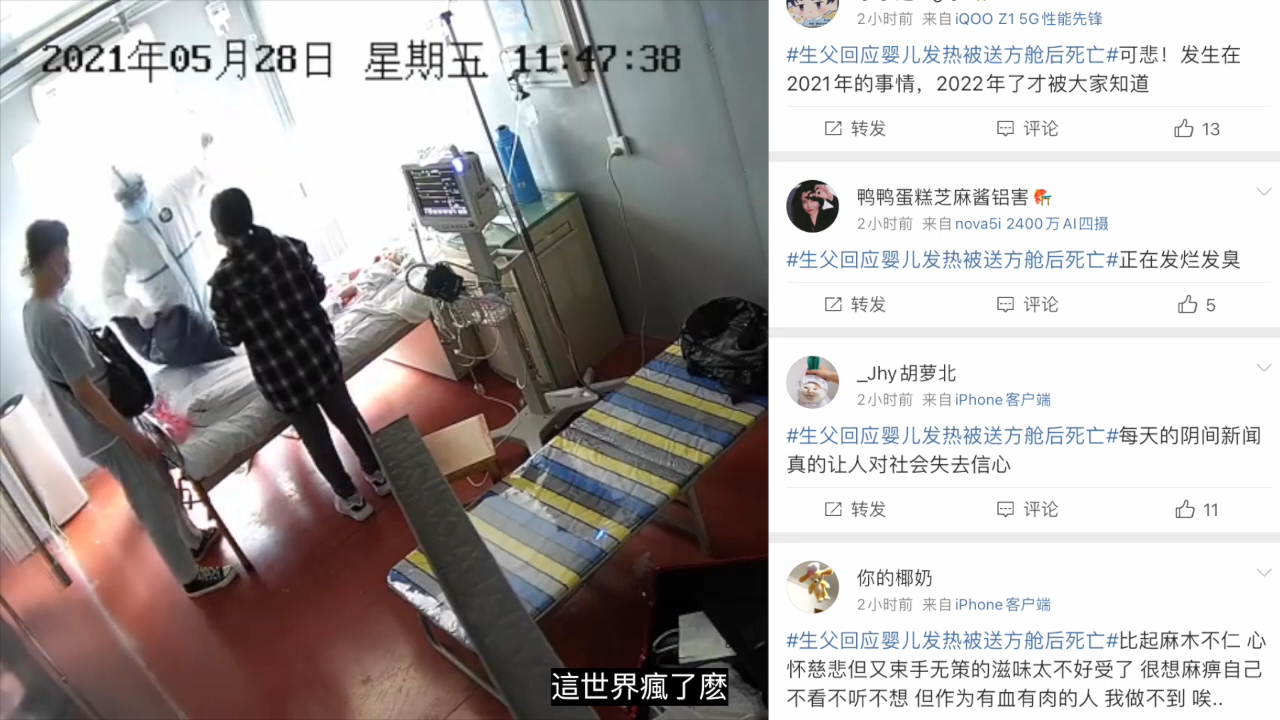 2021年05月28日 星期五 11:47:38
這世界瘋了麼
2小时前 来自 iQOO Z1 5G性能先锋
#生父回应婴儿发热被送方舱后死亡#可悲！发生在
2021年的事情，2022年了才被大家知道
转发 评论 13
鸭鸭蛋糕芝麻酱铝害
2小时前 来自 nova5i 2400万AI四摄
#生父回应婴儿发热被送方舱后死亡#正在发烂发臭
转发 评论 5
_Jhy胡萝北
2小时前 来自 iPhone客户端
#生父回应婴儿发热被送方舱后死亡#每天的阴间新闻
真的让人对社会失去信心
转发 评论 11
你的椰奶
2小时前 来自 iPhone客户端
#生父回应婴儿发热被送方舱后死亡#比起麻木不仁 心
怀慈悲但又束手无策的滋味太不好受了 很想麻痹自己
不看不听不想 但作为有血有肉的人 我做不到 唉..